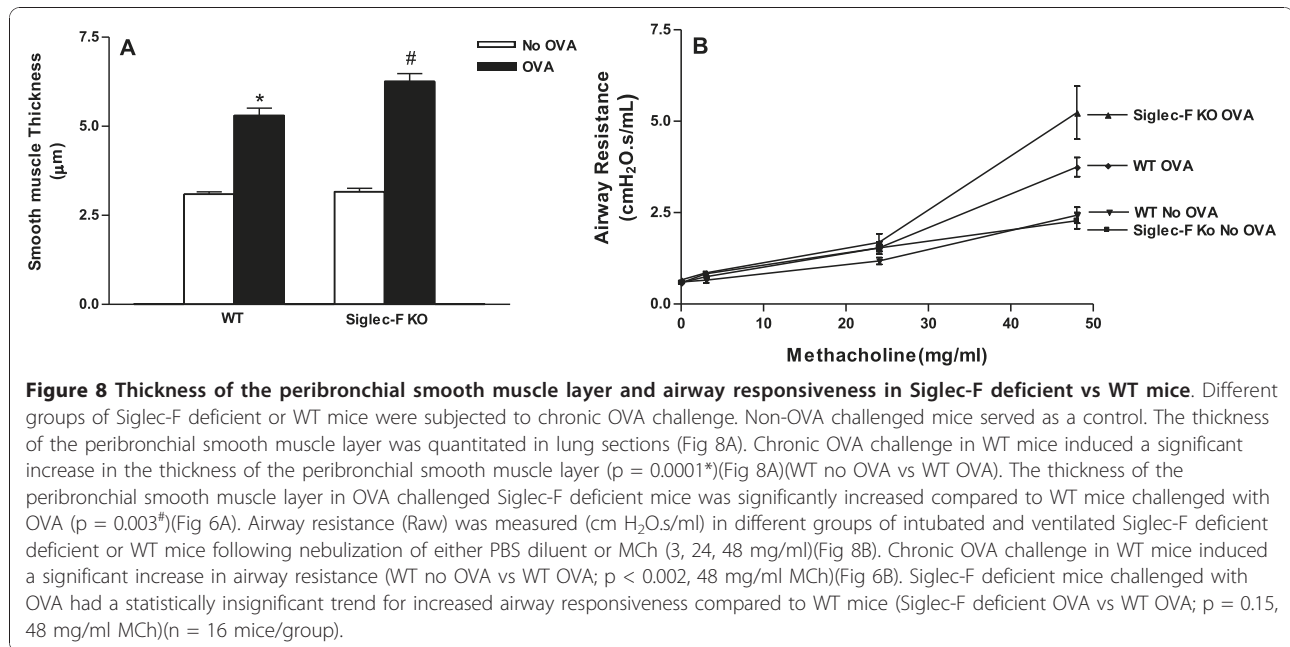 7.5
A
No OVA
OVA
#
*
5.0
2.5
0.0
Smooth muscle Thickness
(µm)
WT
Siglec-F KO
7.5
B
5.0
2.5
0.0
Airway Resistance
(cmH2O.s/mL)
Siglec-F KO OVA
WT OVA
WT No OVA
Siglec-F Ko No OVA
0
10
20
30
40
50
Methacholine(mg/ml)
Figure 8 Thickness of the peribronchial smooth muscle layer and airway responsiveness in Siglec-F deficient vs WT mice. Different
groups of Siglec-F deficient or WT mice were subjected to chronic OVA challenge. Non-OVA challenged mice served as a control. The thickness
of the peribronchial smooth muscle layer was quantitated in lung sections (Fig 8A). Chronic OVA challenge in WT mice induced a significant
increase in the thickness of the peribronchial smooth muscle layer (p = 0.0001*)(Fig 8A)(WT no OVA vs WT OVA). The thickness of the
peribronchial smooth muscle layer in OVA challenged Siglec-F deficient mice was significantly increased compared to WT mice challenged with
OVA (p = 0.003#)(Fig 6A). Airway resistance (Raw) was measured (cm H2O.s/ml) in different groups of intubated and ventilated Siglec-F deficient
deficient or WT mice following nebulization of either PBS diluent or MCh (3, 24, 48 mg/ml)(Fig 8B). Chronic OVA challenge in WT mice induced
a significant increase in airway resistance (WT no OVA vs WT OVA; p < 0.002, 48 mg/ml MCh)(Fig 6B). Siglec-F deficient mice challenged with
OVA had a statistically insignificant trend for increased airway responsiveness compared to WT mice (Siglec-F deficient OVA vs WT OVA; p = 0.15,
48 mg/ml MCh)(n = 16 mice/group).